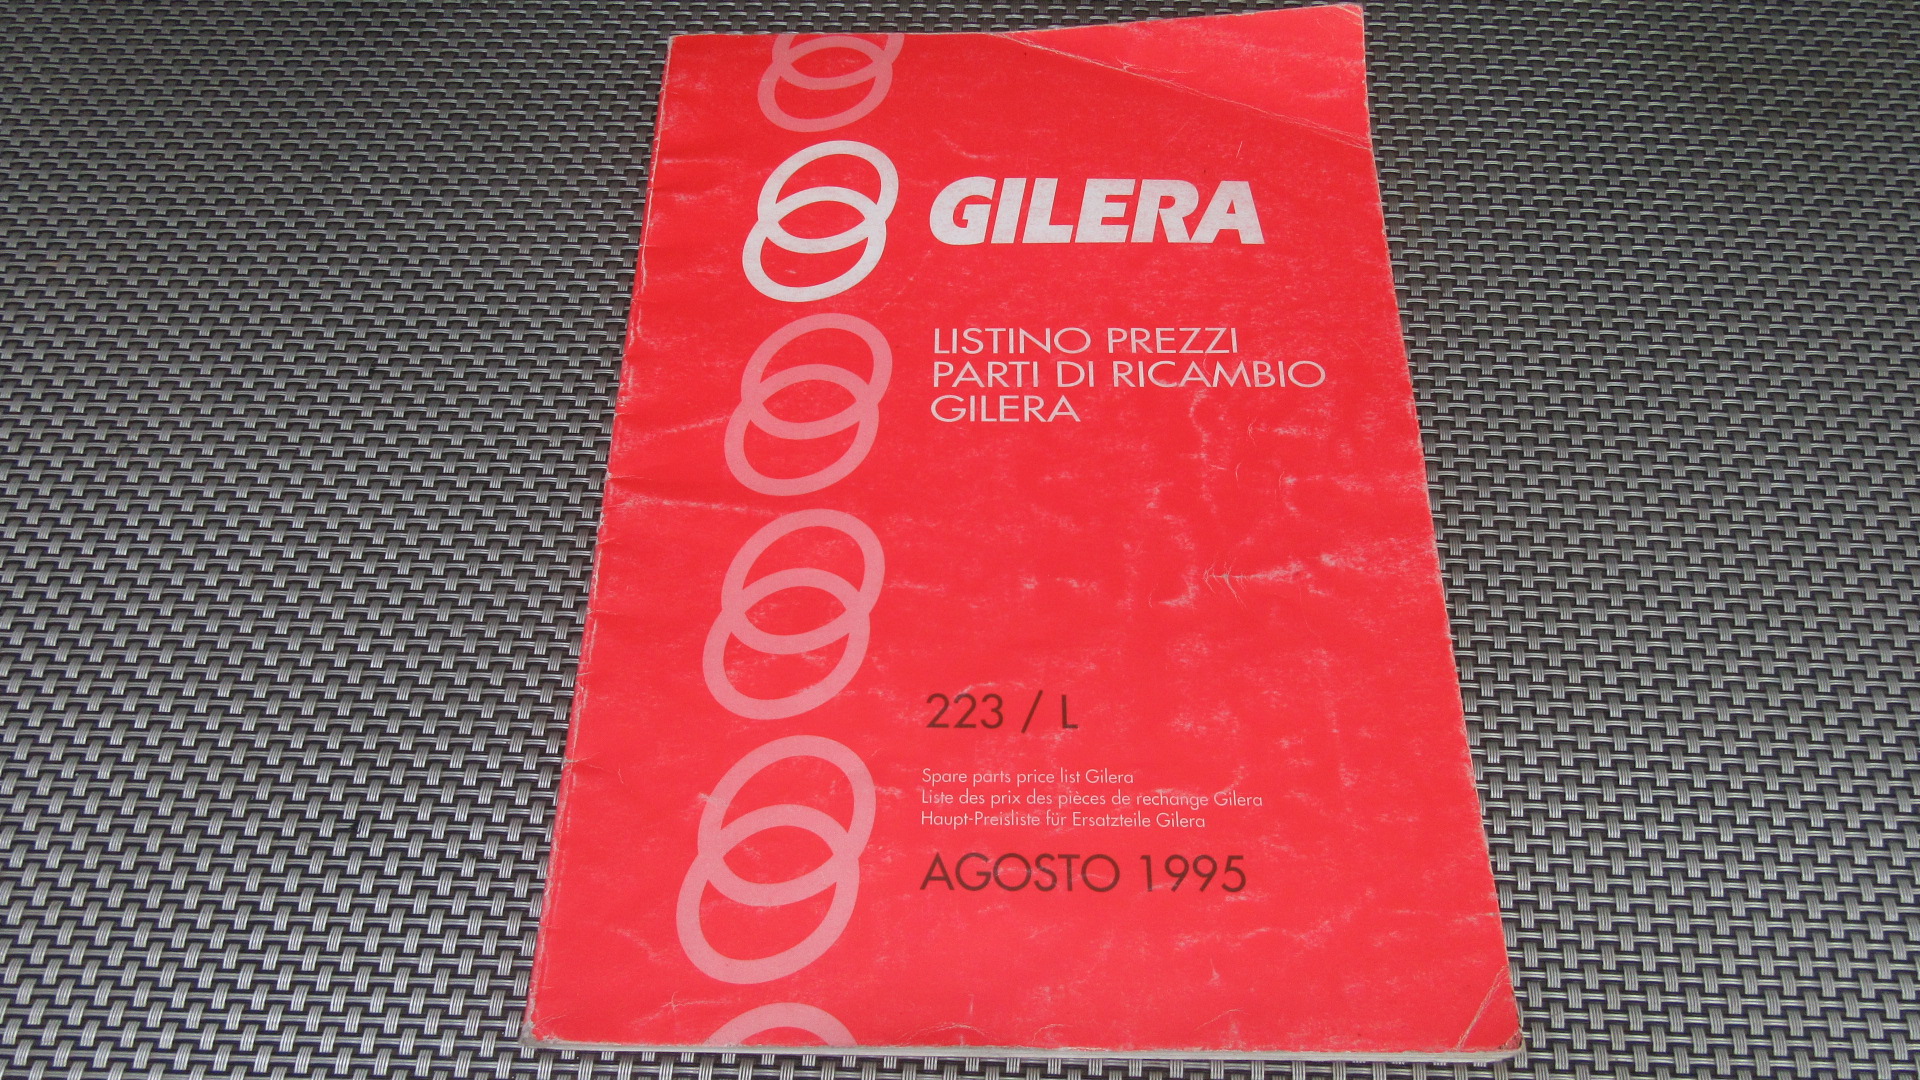 GILERA
LISTINO PREZZI
PARTI DI RICAMBIO
GILERA
223 / L
Spare parts price list Gilera
Liste des prix des pièces de rechange Gilera
Haupt-Preisliste für Ersatzteile Gilera
AGOSTO 1995